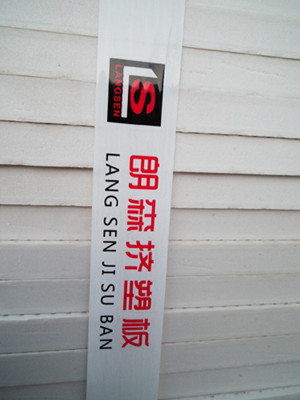 LS
LANGSEN
朗森挤塑板
LANG SEN JI SU BAN